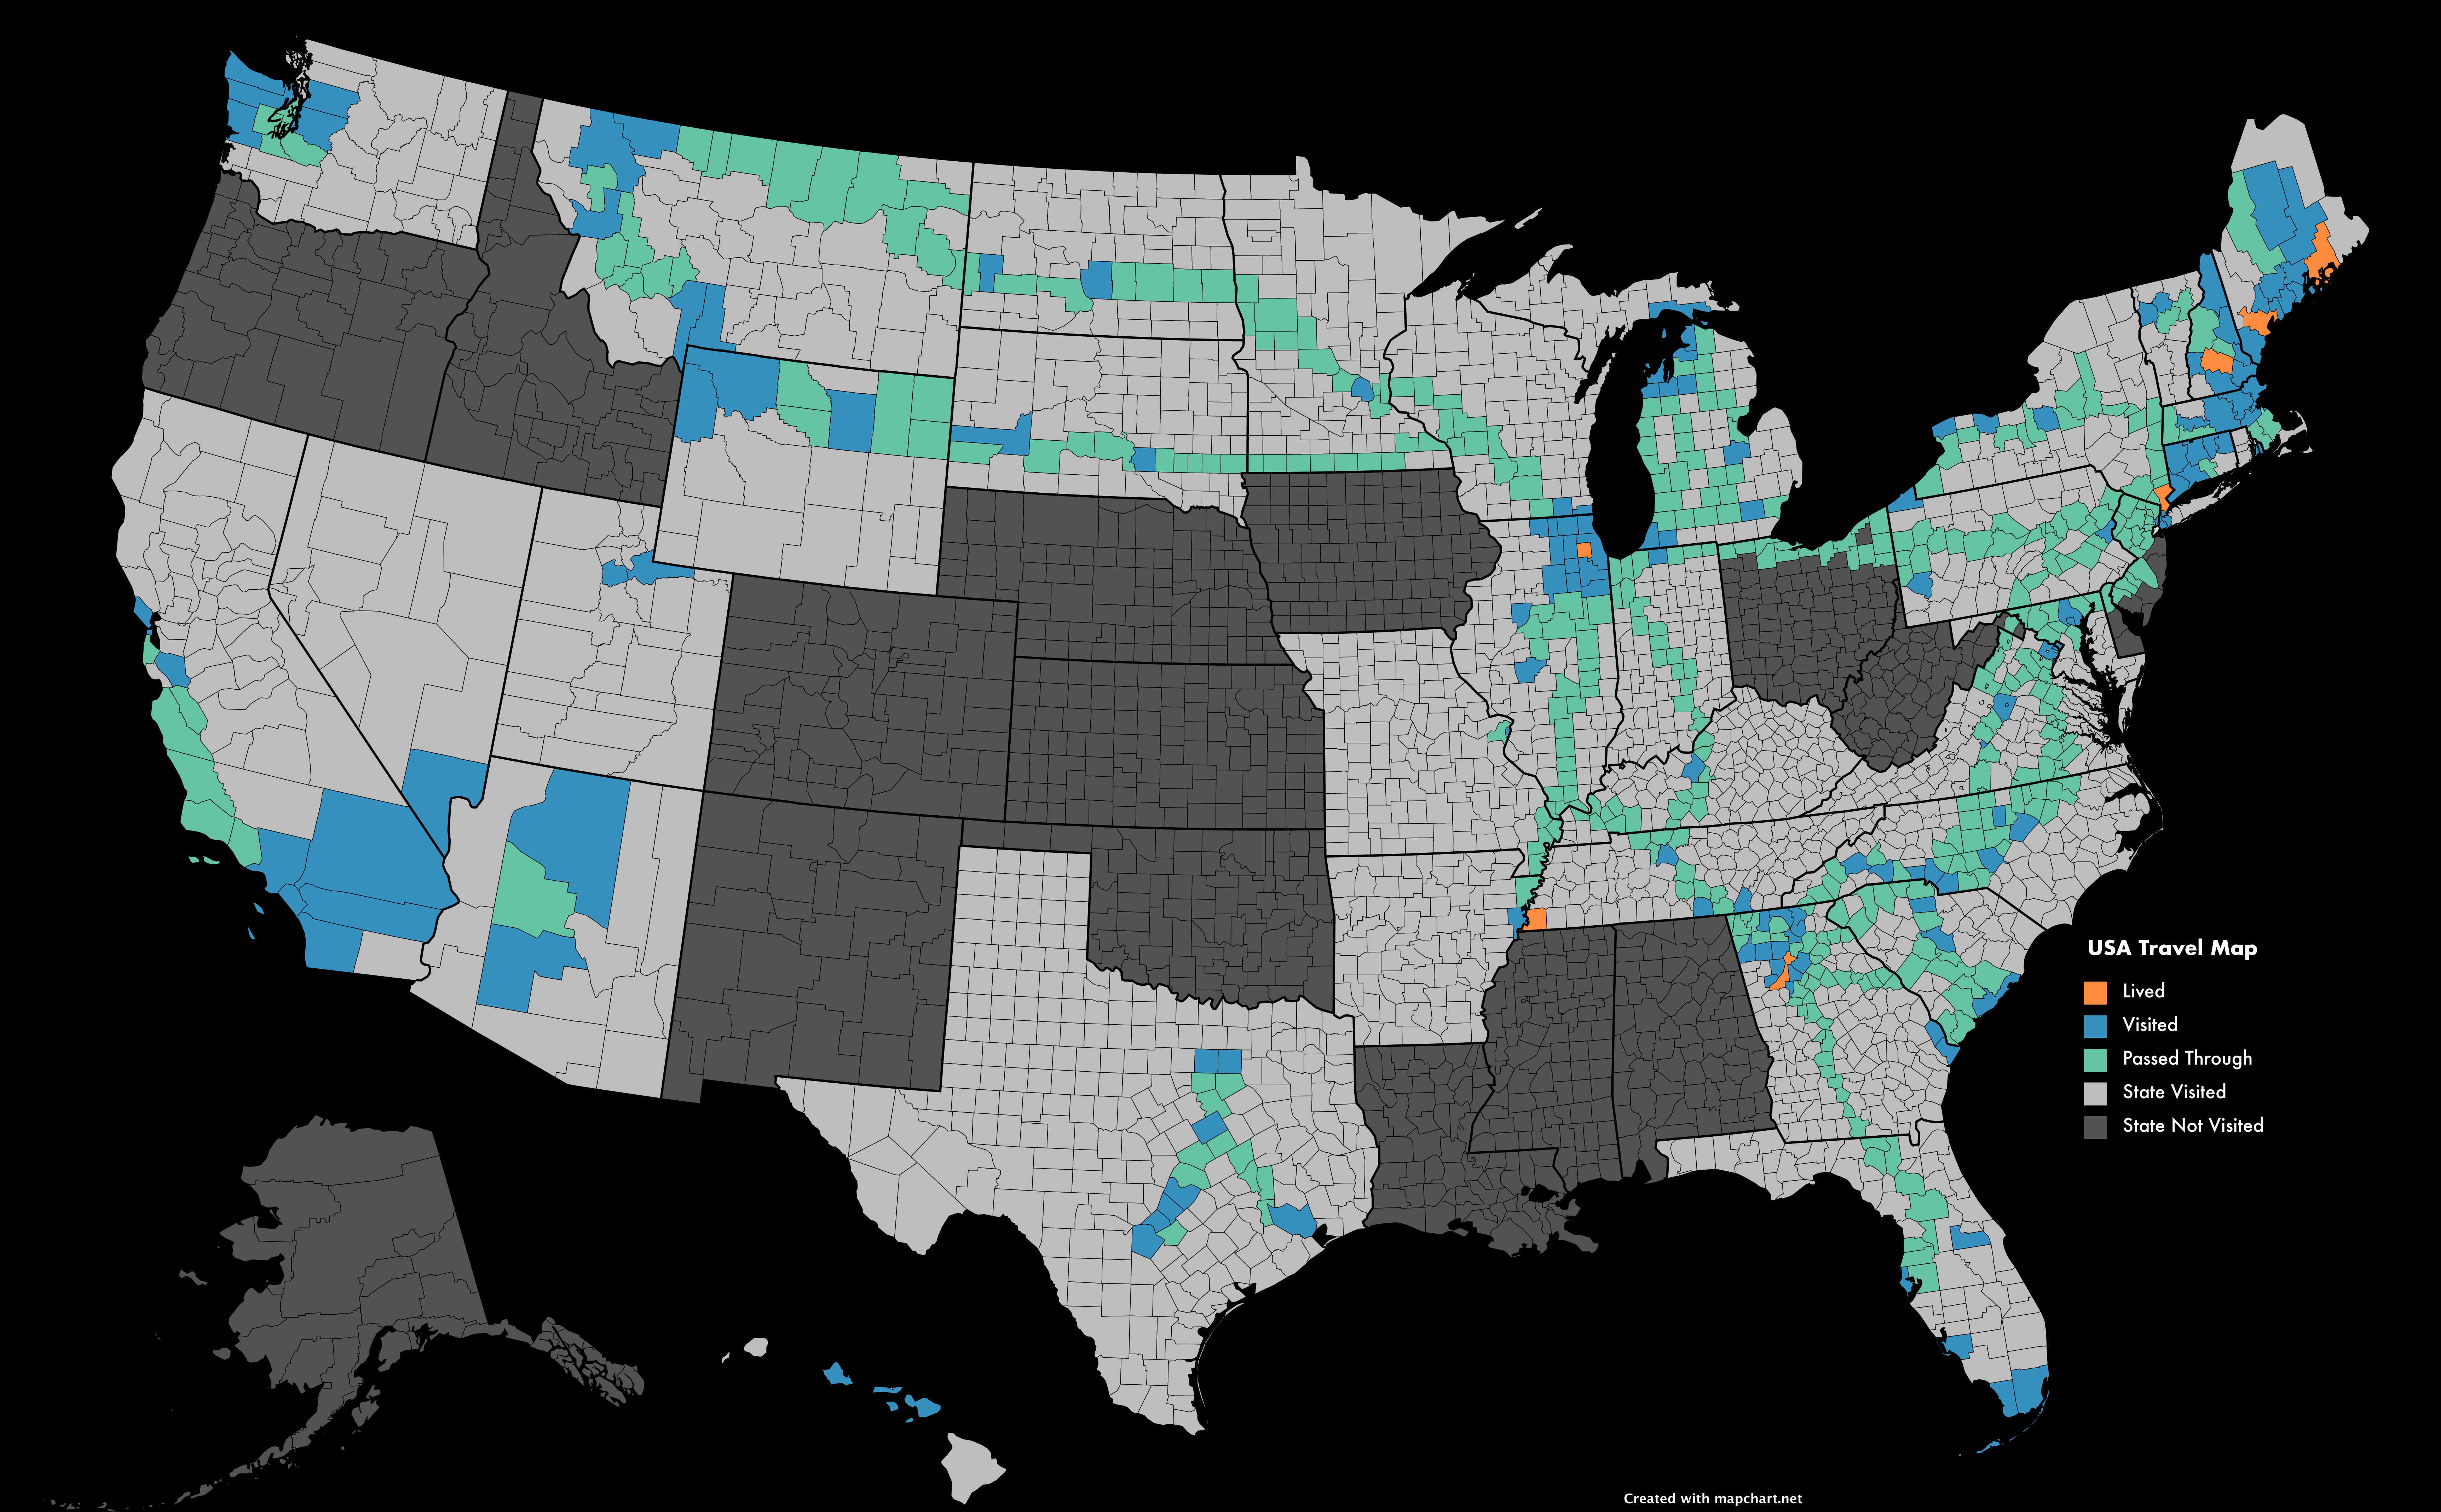 USA Travel Map
Lived
Visited
Passed Through
State Visited
State Not Visited
Created with mapchart.net